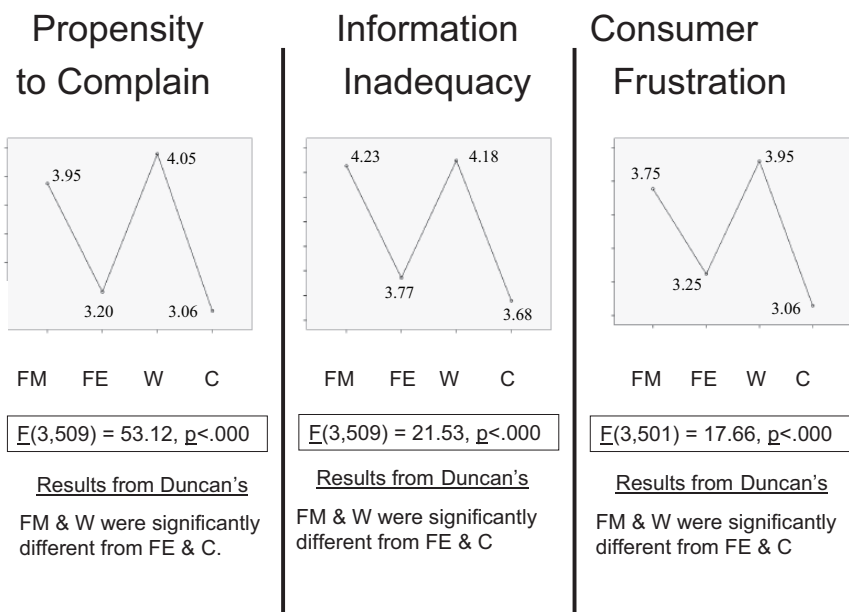 Propensity
to Complain
3.95
4.05
3.20
3.06
FM FE W C
F(3,509) = 53.12, p<.000
Results from Duncan’s
FM & W were significantly
different from FE & C.
Information
Inadequacy
4.23
4.18
3.77
3.68
FM FE W C
F(3,509) = 21.53, p<.000
Results from Duncan’s
FM & W were significantly
different from FE & C
Consumer
Frustration
3.95
3.75
3.25
3.06
FM FE W C
F(3,501) = 17.66, p<.000
Results from Duncan’s
FM & W were significantly
different from FE & C